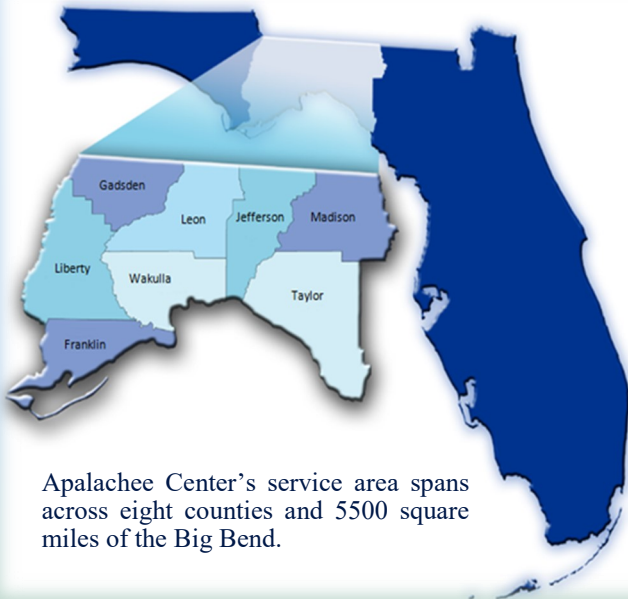 Gadsden
Leon
Jefferson
Madison
Liberty
Wakulla
Taylor
Franklin
Apalachee Center’s service area spans
across eight counties and 5500 square
miles of the Big Bend.